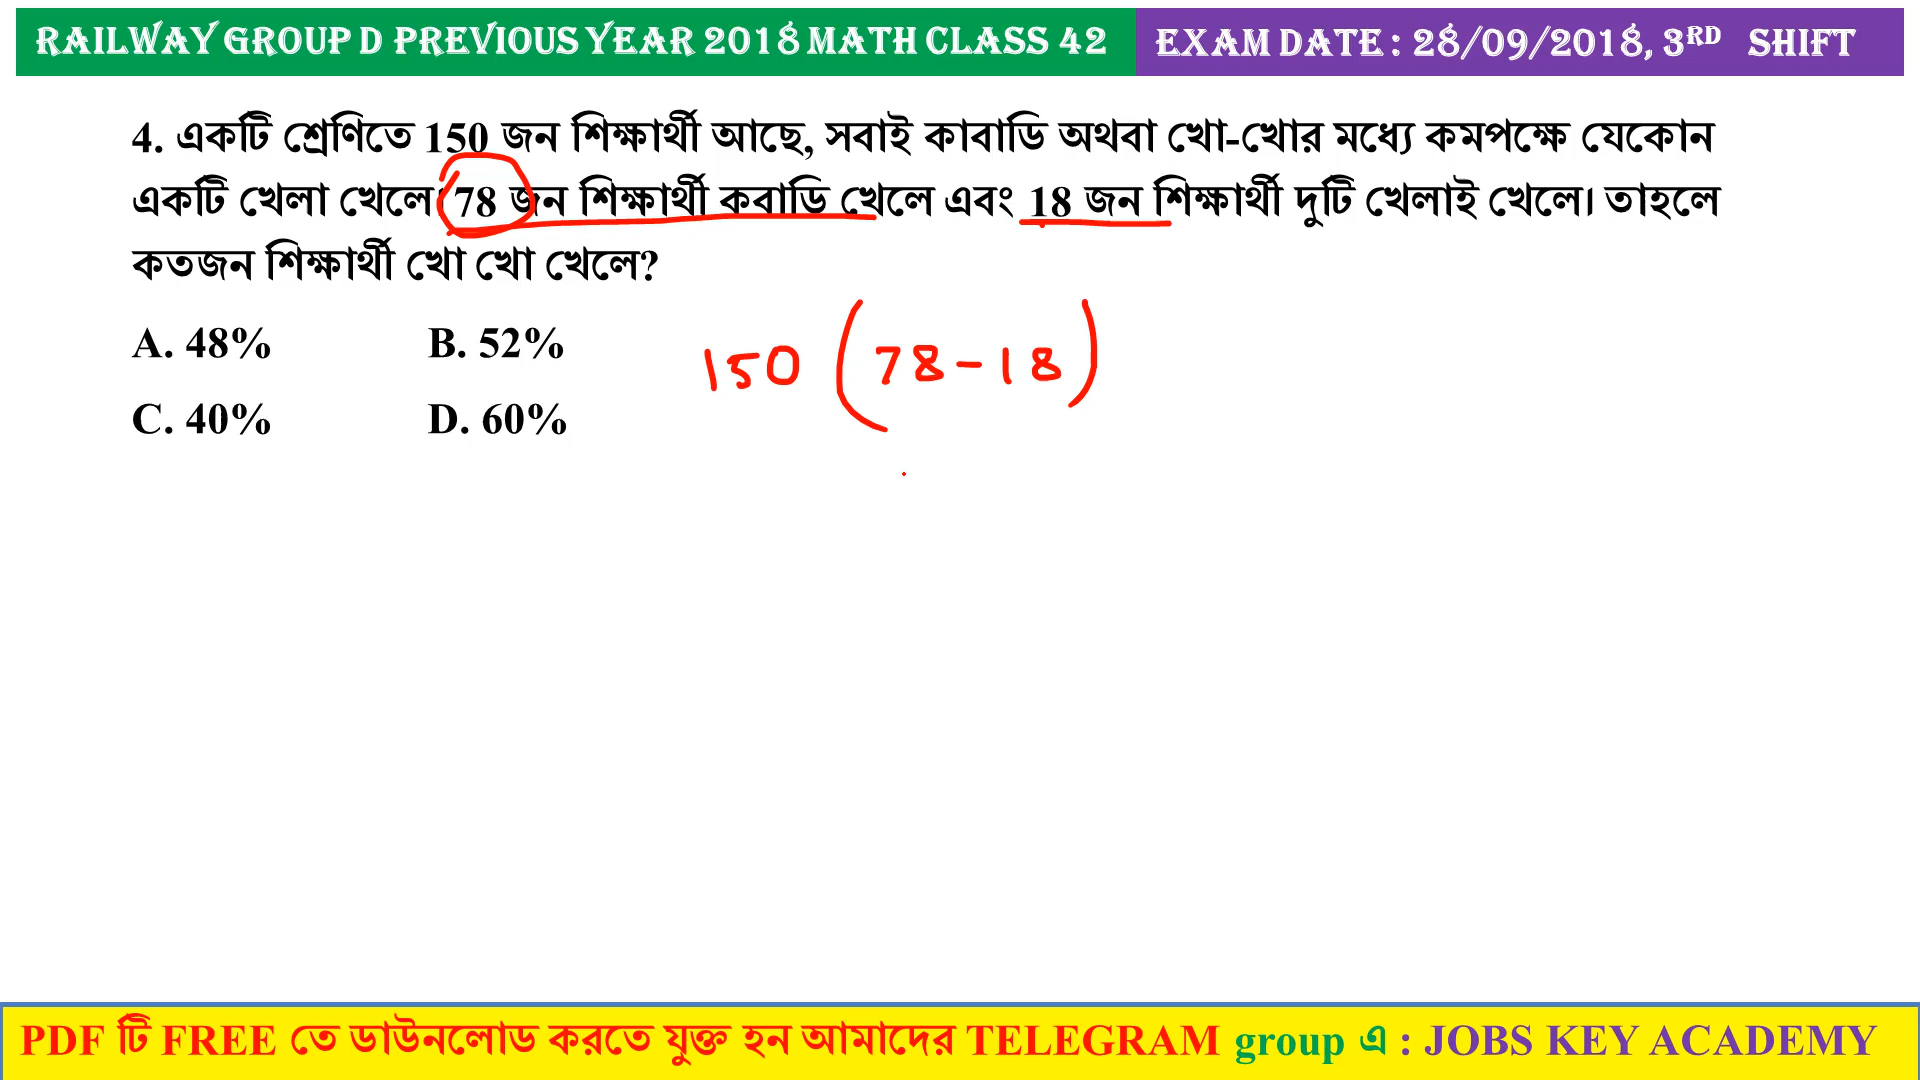 RAILWAY GROUP D PREVIOUS YEAR 2018 MATH CLASS 42 EXAM DATE : 28/09/2018, 3RD SHIFT
4. একটি শ্রেণিতে 150 জন শিক্ষার্থী আছে, সবাই কাবাডি অথবা খো-খোর মধ্যে কমপক্ষে যেকোন
একটি খেলা খেলে। 78 জন শিক্ষার্থী কবাডি খেলে এবং 18 জন শিক্ষার্থী দুটি খেলাই খেলে। তাহলে
কতজন শিক্ষার্থী খো খো খেলে?
A. 48% B. 52%
150 (78-18)
C. 40% D. 60%
PDF টি FREE তে ডাউনলোড করতে যুক্ত হন আমাদের TELEGRAM group এ : JOBS KEY ACADEMY